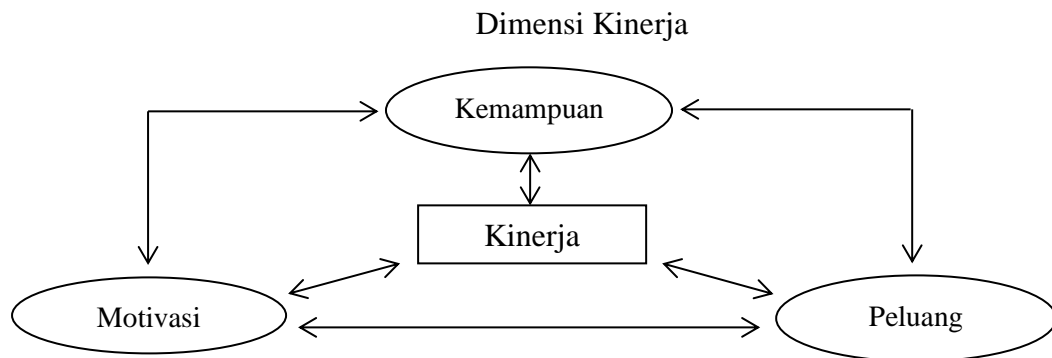 Dimensi Kinerja
Kemampuan
Kinerja
Motivasi
Peluang